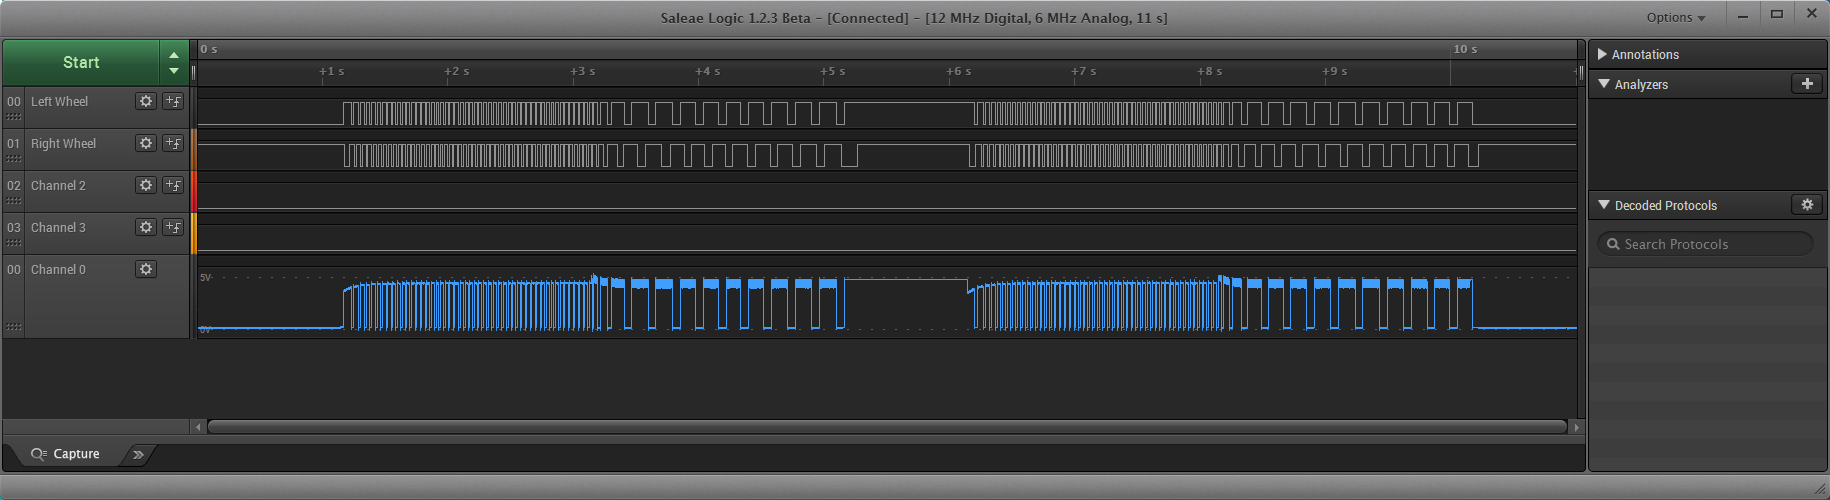 Saleae Logic 1.2.3 Beta - [Connected] - [12 MHz Digital, 6 MHz Analog, 11 s]
Options
Start
0 s
10 s
+1 s
+2 s
+3 s
+4 s
+5 s
+6 s
+7 s
+8 s
+9 s
Annotations
Analyzers
00 Left Wheel
01 Right Wheel
02 Channel 2
03 Channel 3
00 Channel 0
5V
0V
Decoded Protocols
Search Protocols
Capture